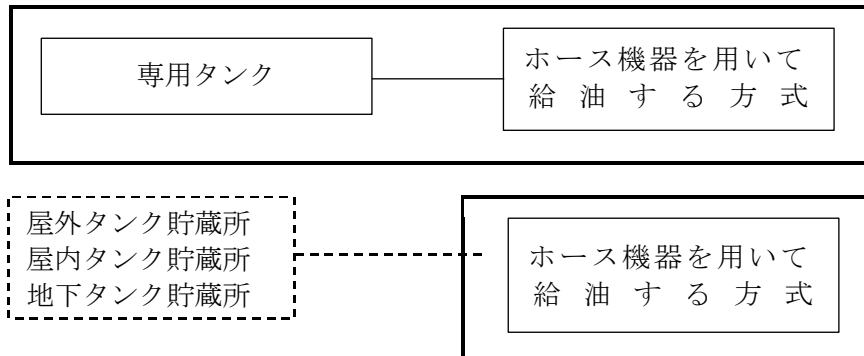 専用タンク
ホース機器を用いて
給油する方式
屋外タンク貯蔵所
屋内タンク貯蔵所
地下タンク貯蔵所
ホース機器を用いて
給油する方式